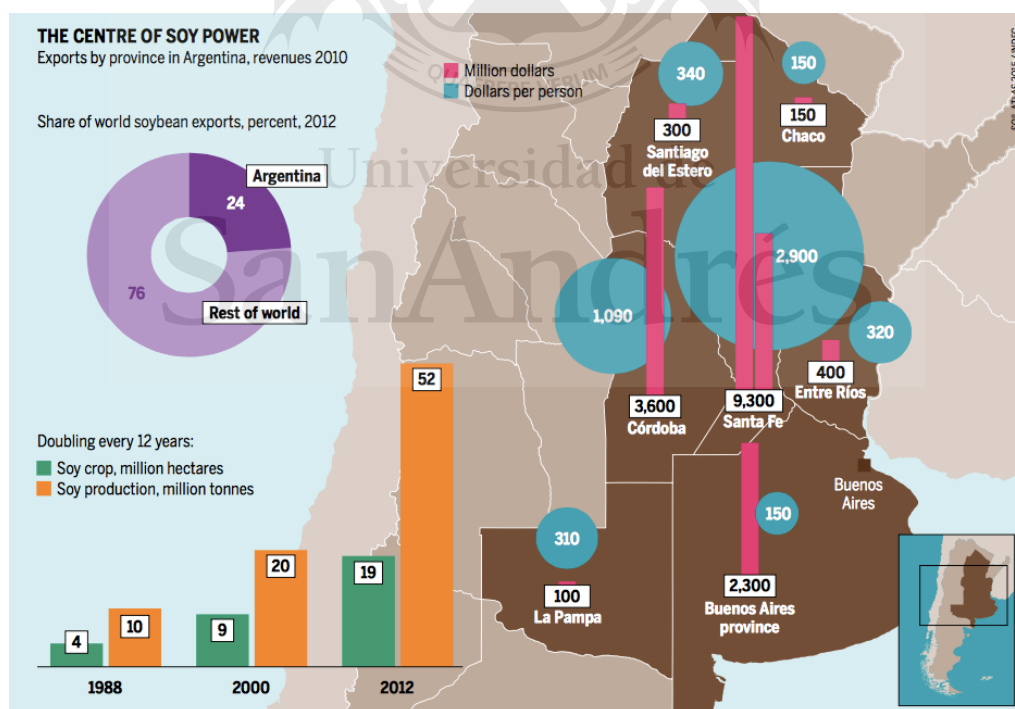 THE CENTRE OF SOY POWER
Exports by province in Argentina, revenues 2010
Million dollars
Dollars per person
Share of world soybean exports, percent, 2012
Argentina
24
76
Rest of world
Doubling every 12 years:
Soy crop, million hectares
Soy production, million tonnes
4
10
9
20
19
52
1988
2000
2012
340
300
Santiago
del Estero
150
150
Chaco
1,090
3,600
Córdoba
2,900
9,300
Santa Fe
320
400
Entre Ríos
Buenos
Aires
310
100
La Pampa
150
2,300
Buenos Aires
province
Universidad de
SanAndrés